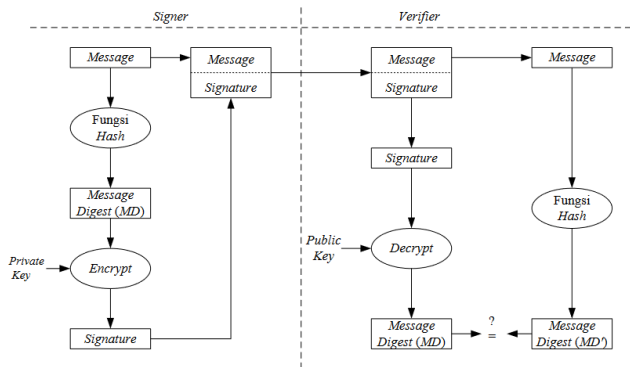 Signer
Verifier
Message
Message
Signature
Message
Signature
Message
Fungsi
Hash
Signature
Message
Digest (MD)
Fungsi
Hash
Private
Key
Encrypt
Public
Key
Decrypt
Signature
Message
Digest (MD)
?
=
Message
Digest (MD')